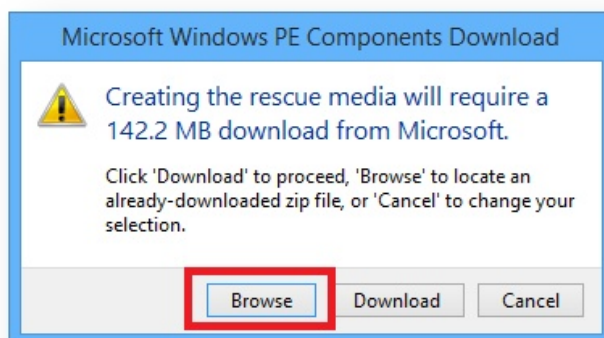 Microsoft Windows PE Components Download
Creating the rescue media will require a
142.2 MB download from Microsoft.
Click 'Download' to proceed, 'Browse' to locate an
already-downloaded zip file, or 'Cancel' to change your
selection.
Browse Download Cancel